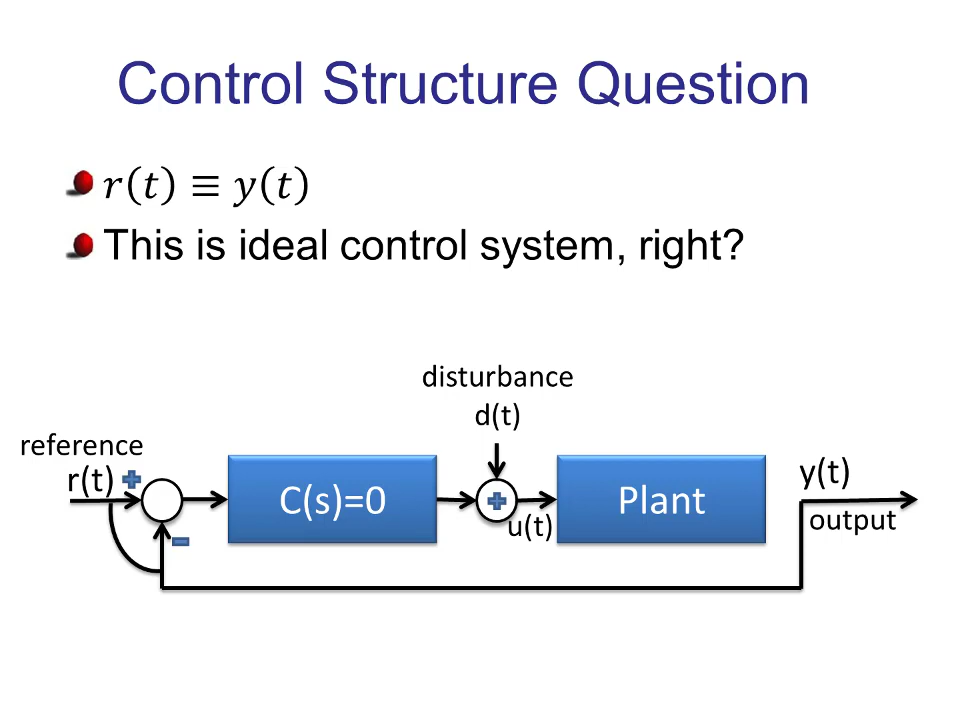 Control Structure Question
𝑟(𝑡) ≡ 𝑦(𝑡)
This is ideal control system, right?
disturbance
d(t)
reference
r(t)
+
-
C(s)=0
+
u(t)
Plant
y(t)
output